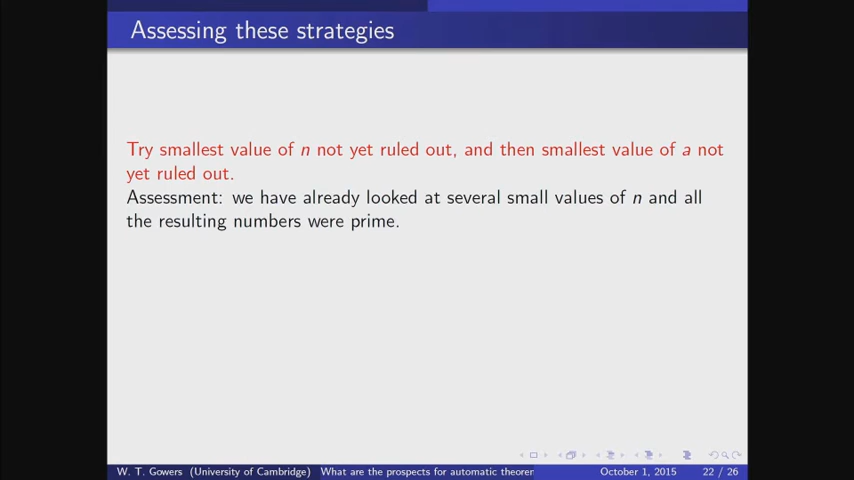 Assessing these strategies
Try smallest value of n not yet ruled out, and then smallest value of a not
yet ruled out.
Assessment: we have already looked at several small values of n and all
the resulting numbers were prime.
W. T. Gowers (University of Cambridge) What are the prospects for automatic theorer October 1, 2015 22 / 26